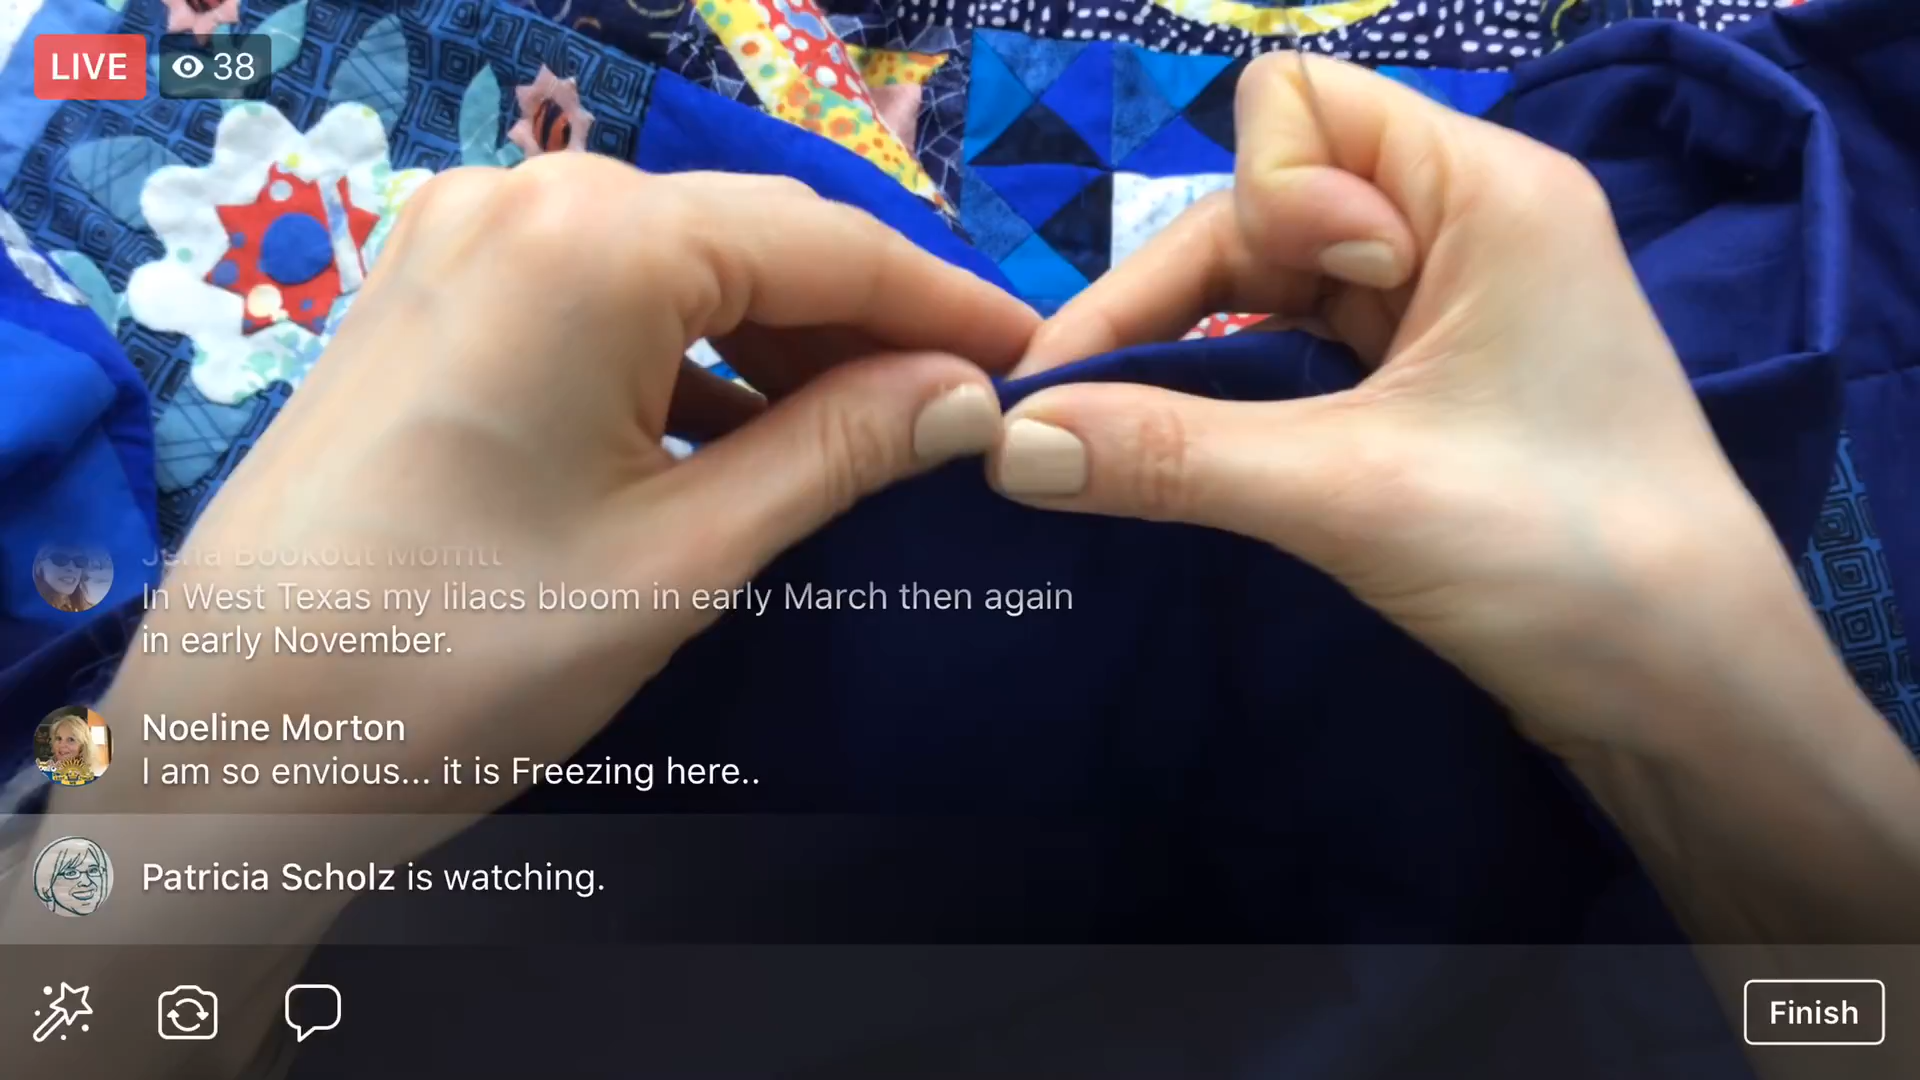 LIVE 38
In West Texas my lilacs bloom in early March then again
in early November.
Noeline Morton
I am so envious... it is Freezing here..
Patricia Scholz is watching.
Finish